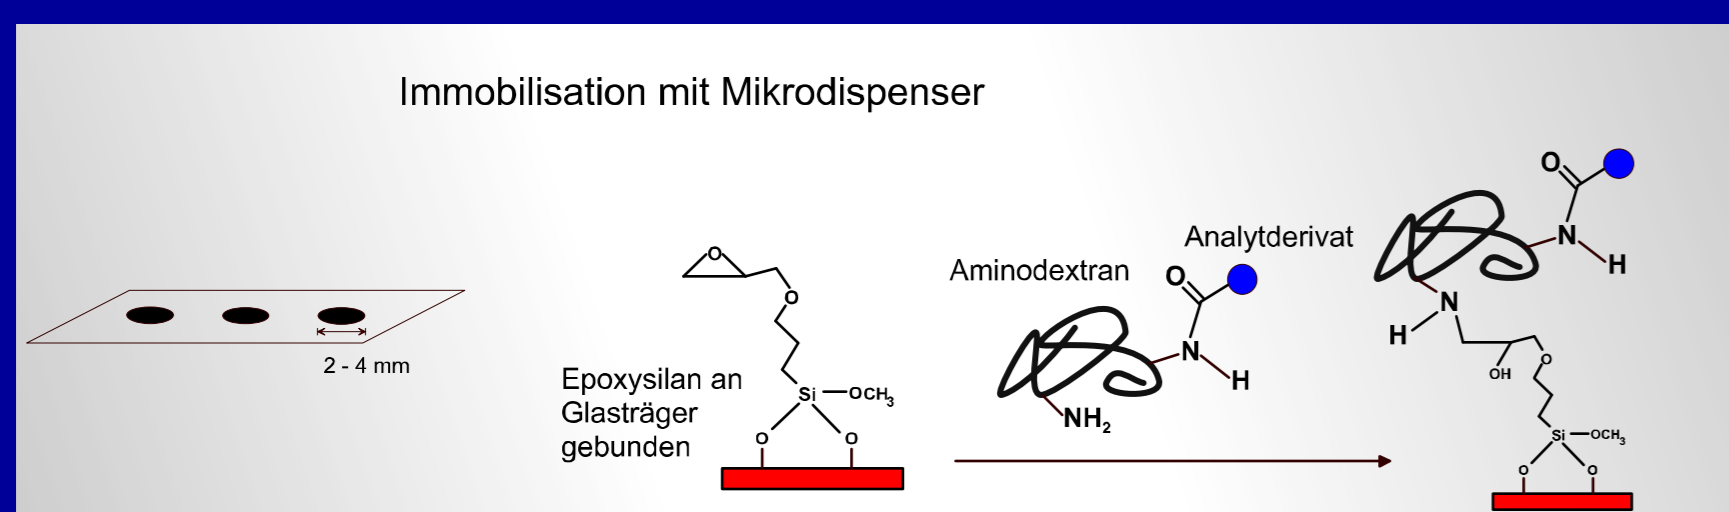 Immobilisation mit Mikrodispenser
2 - 4 mm
Epoxysilan an
Glasträger
gebunden
O
O
Si
OCH₃
O
O
Aminodextran
Analytderivat
O
N
H
NH₂
O
N
H
N
H
OH
O
Si
OCH₃
O
O